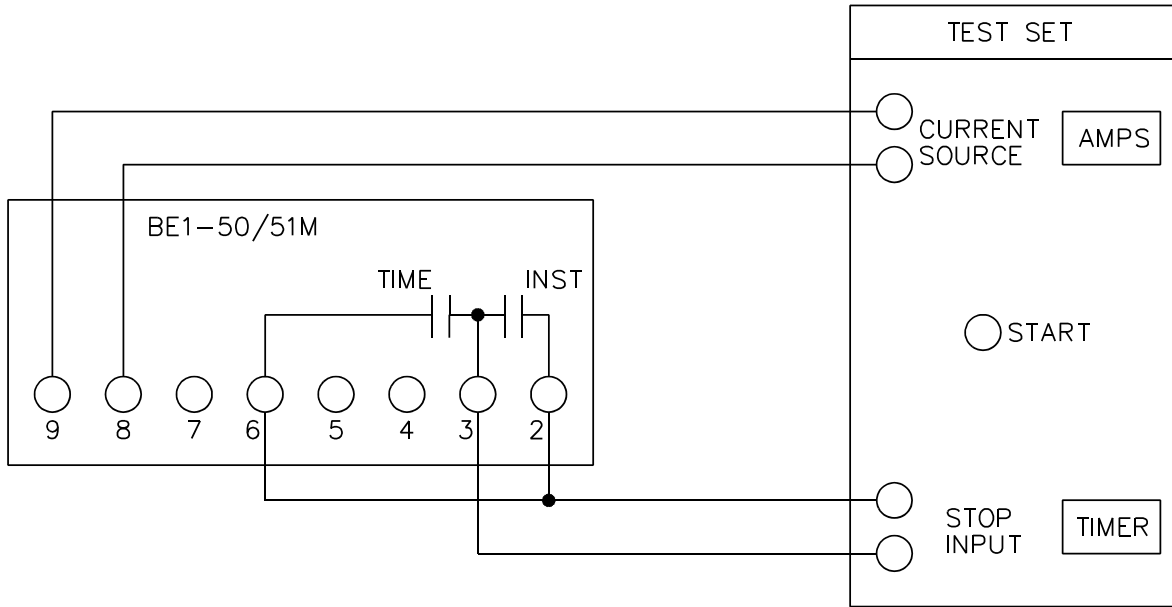 TEST SET
CURRENT
SOURCE
AMPS
BE1-50/51M
TIME
INST
START
9
8
7
6
5
4
3
2
STOP
INPUT
TIMER